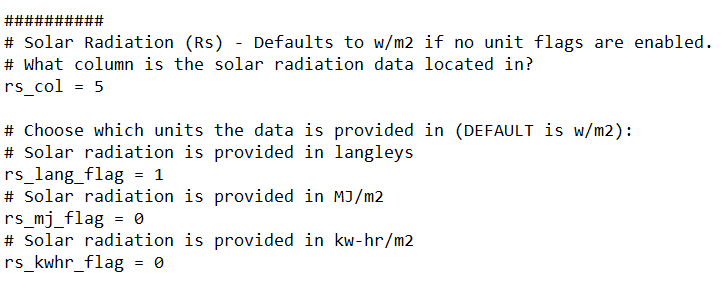 ##########
# Solar Radiation (Rs) - Defaults to w/m2 if no unit flags are enabled.
# What column is the solar radiation data located in?
rs_col = 5
# Choose which units the data is provided in (DEFAULT is w/m2):
# Solar radiation is provided in langleys
rs_lang_flag = 1
# Solar radiation is provided in MJ/m2
rs_mj_flag = 0
# Solar radiation is provided in kw-hr/m2
rs_kwhr_flag = 0